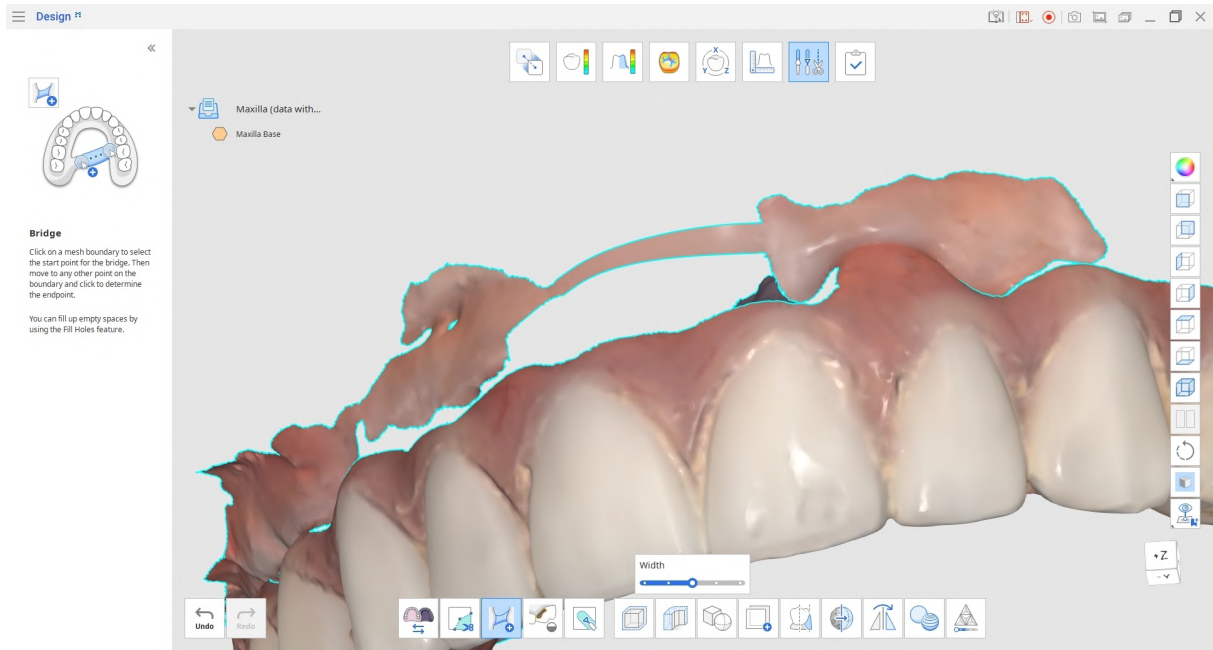 Design
Maxilla (data with...
Maxilla Base
Bridge
Click on a mesh boundary to select
the start point for the bridge. Then
move to any other point on the
boundary and click to determine
the endpoint.
You can fill up empty spaces by
using the Fill Holes feature.
X
Y Z
Width
Undo
Redo
+Z
-Y